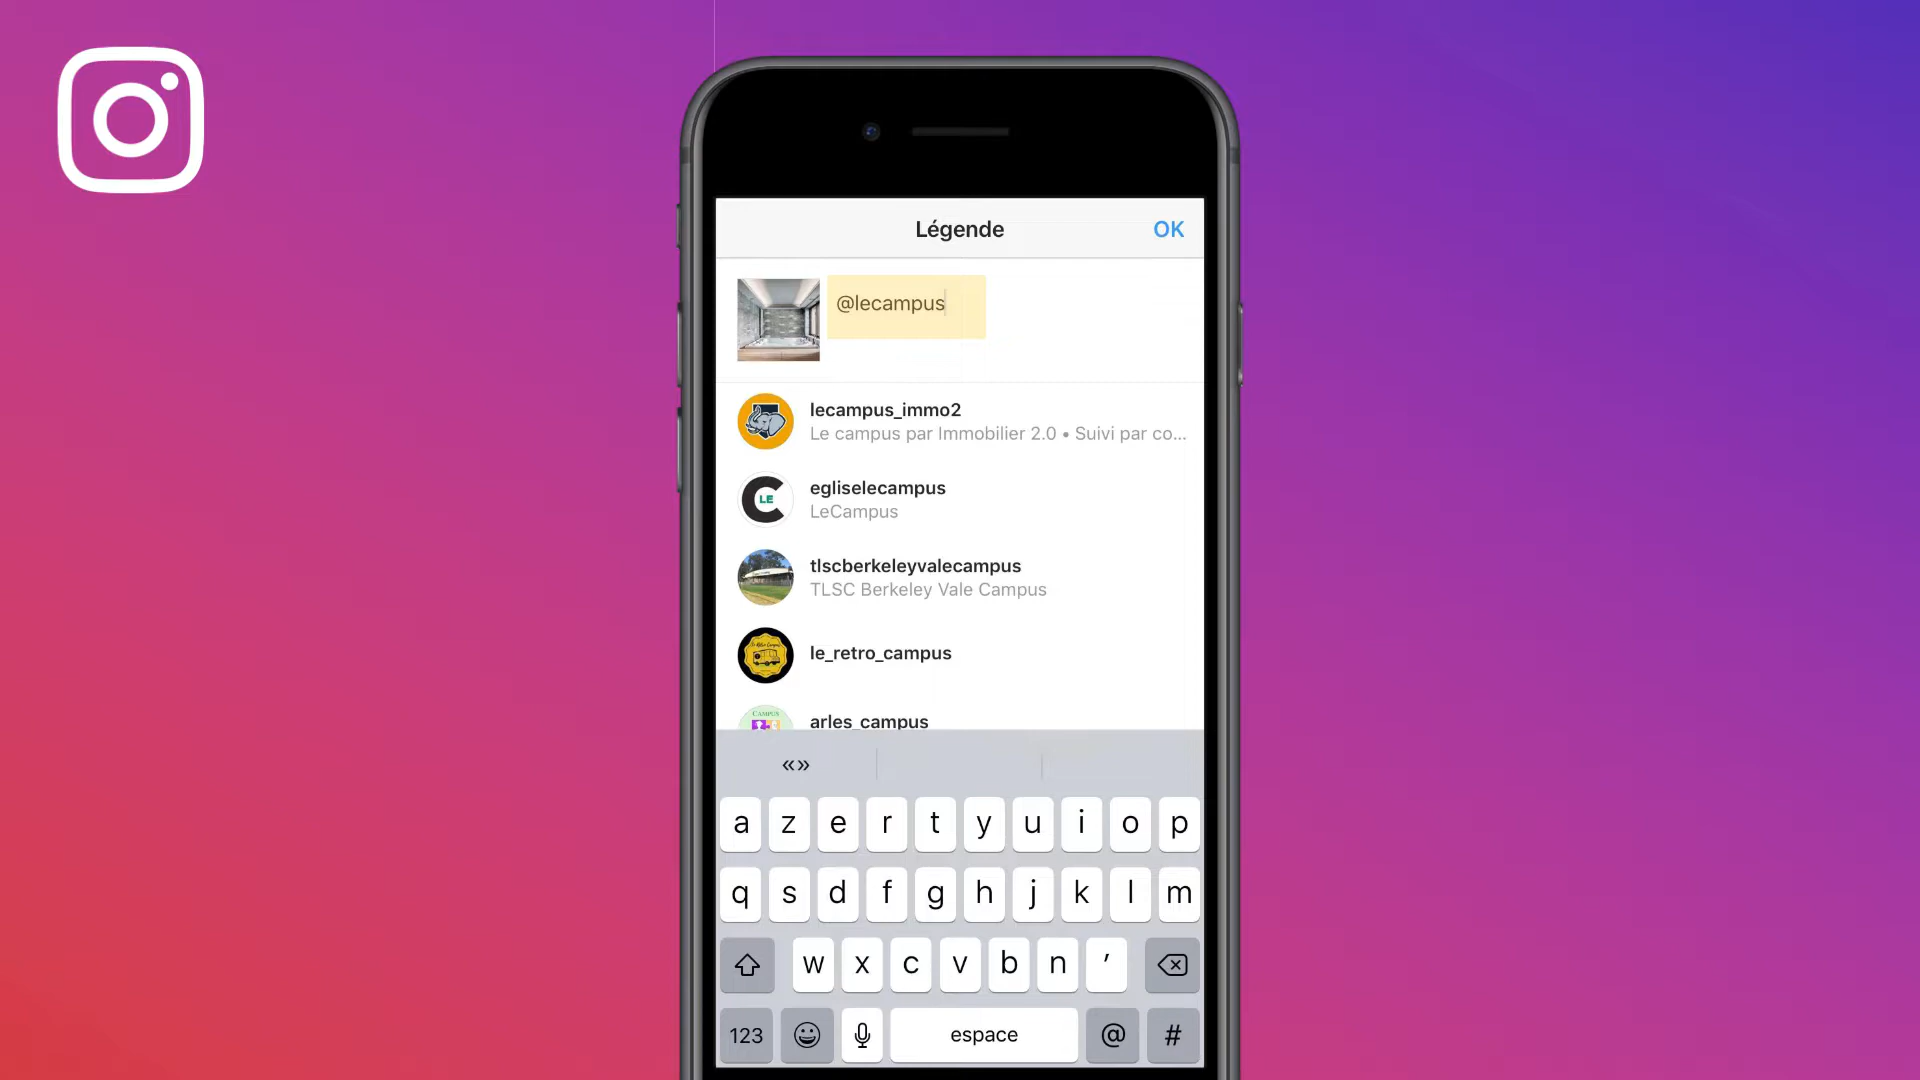 Légende
OK
@lecampus
lecampus_immo2
Le campus par Immobilier 2.0 • Suivi par co...
LE
egliselecampus
LeCampus
tlscberkeleyvalecampus
TLSC Berkeley Vale Campus
le_retro_campus
CAMPUS
arles_campus
«»
a z e r t y u i o p
q s d f g h j k l m
w x c v b n ’
123
espace
@ #